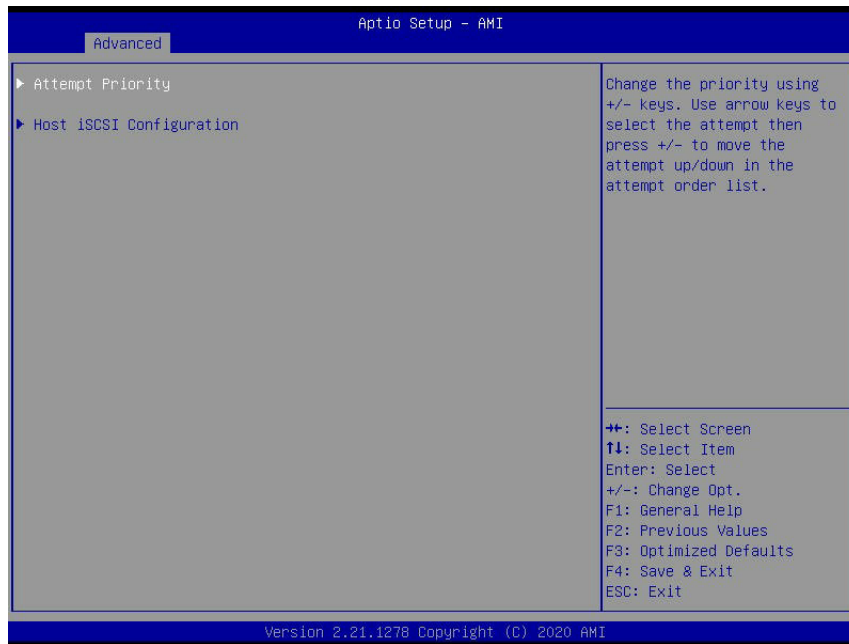 Aptio Setup – AMI
Advanced
▶ Attempt Priority
▶ Host iSCSI Configuration
Change the priority using
+/- keys. Use arrow keys to
select the attempt then
press +/- to move the
attempt up/down in the
attempt order list.
→←: Select Screen
↑↓: Select Item
Enter: Select
+/-: Change Opt.
F1: General Help
F2: Previous Values
F3: Optimized Defaults
F4: Save & Exit
ESC: Exit
Version 2.21.1278 Copyright (C) 2020 AMI